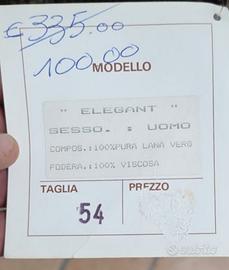 € 335.00
100.00
MODELLO
" ELEGANT "
SESSO. : UOMO
COMPOS.:100%PURA LANA VERG
FODERA.:100% VISCOSA
TAGLIA PREZZO
54
subito